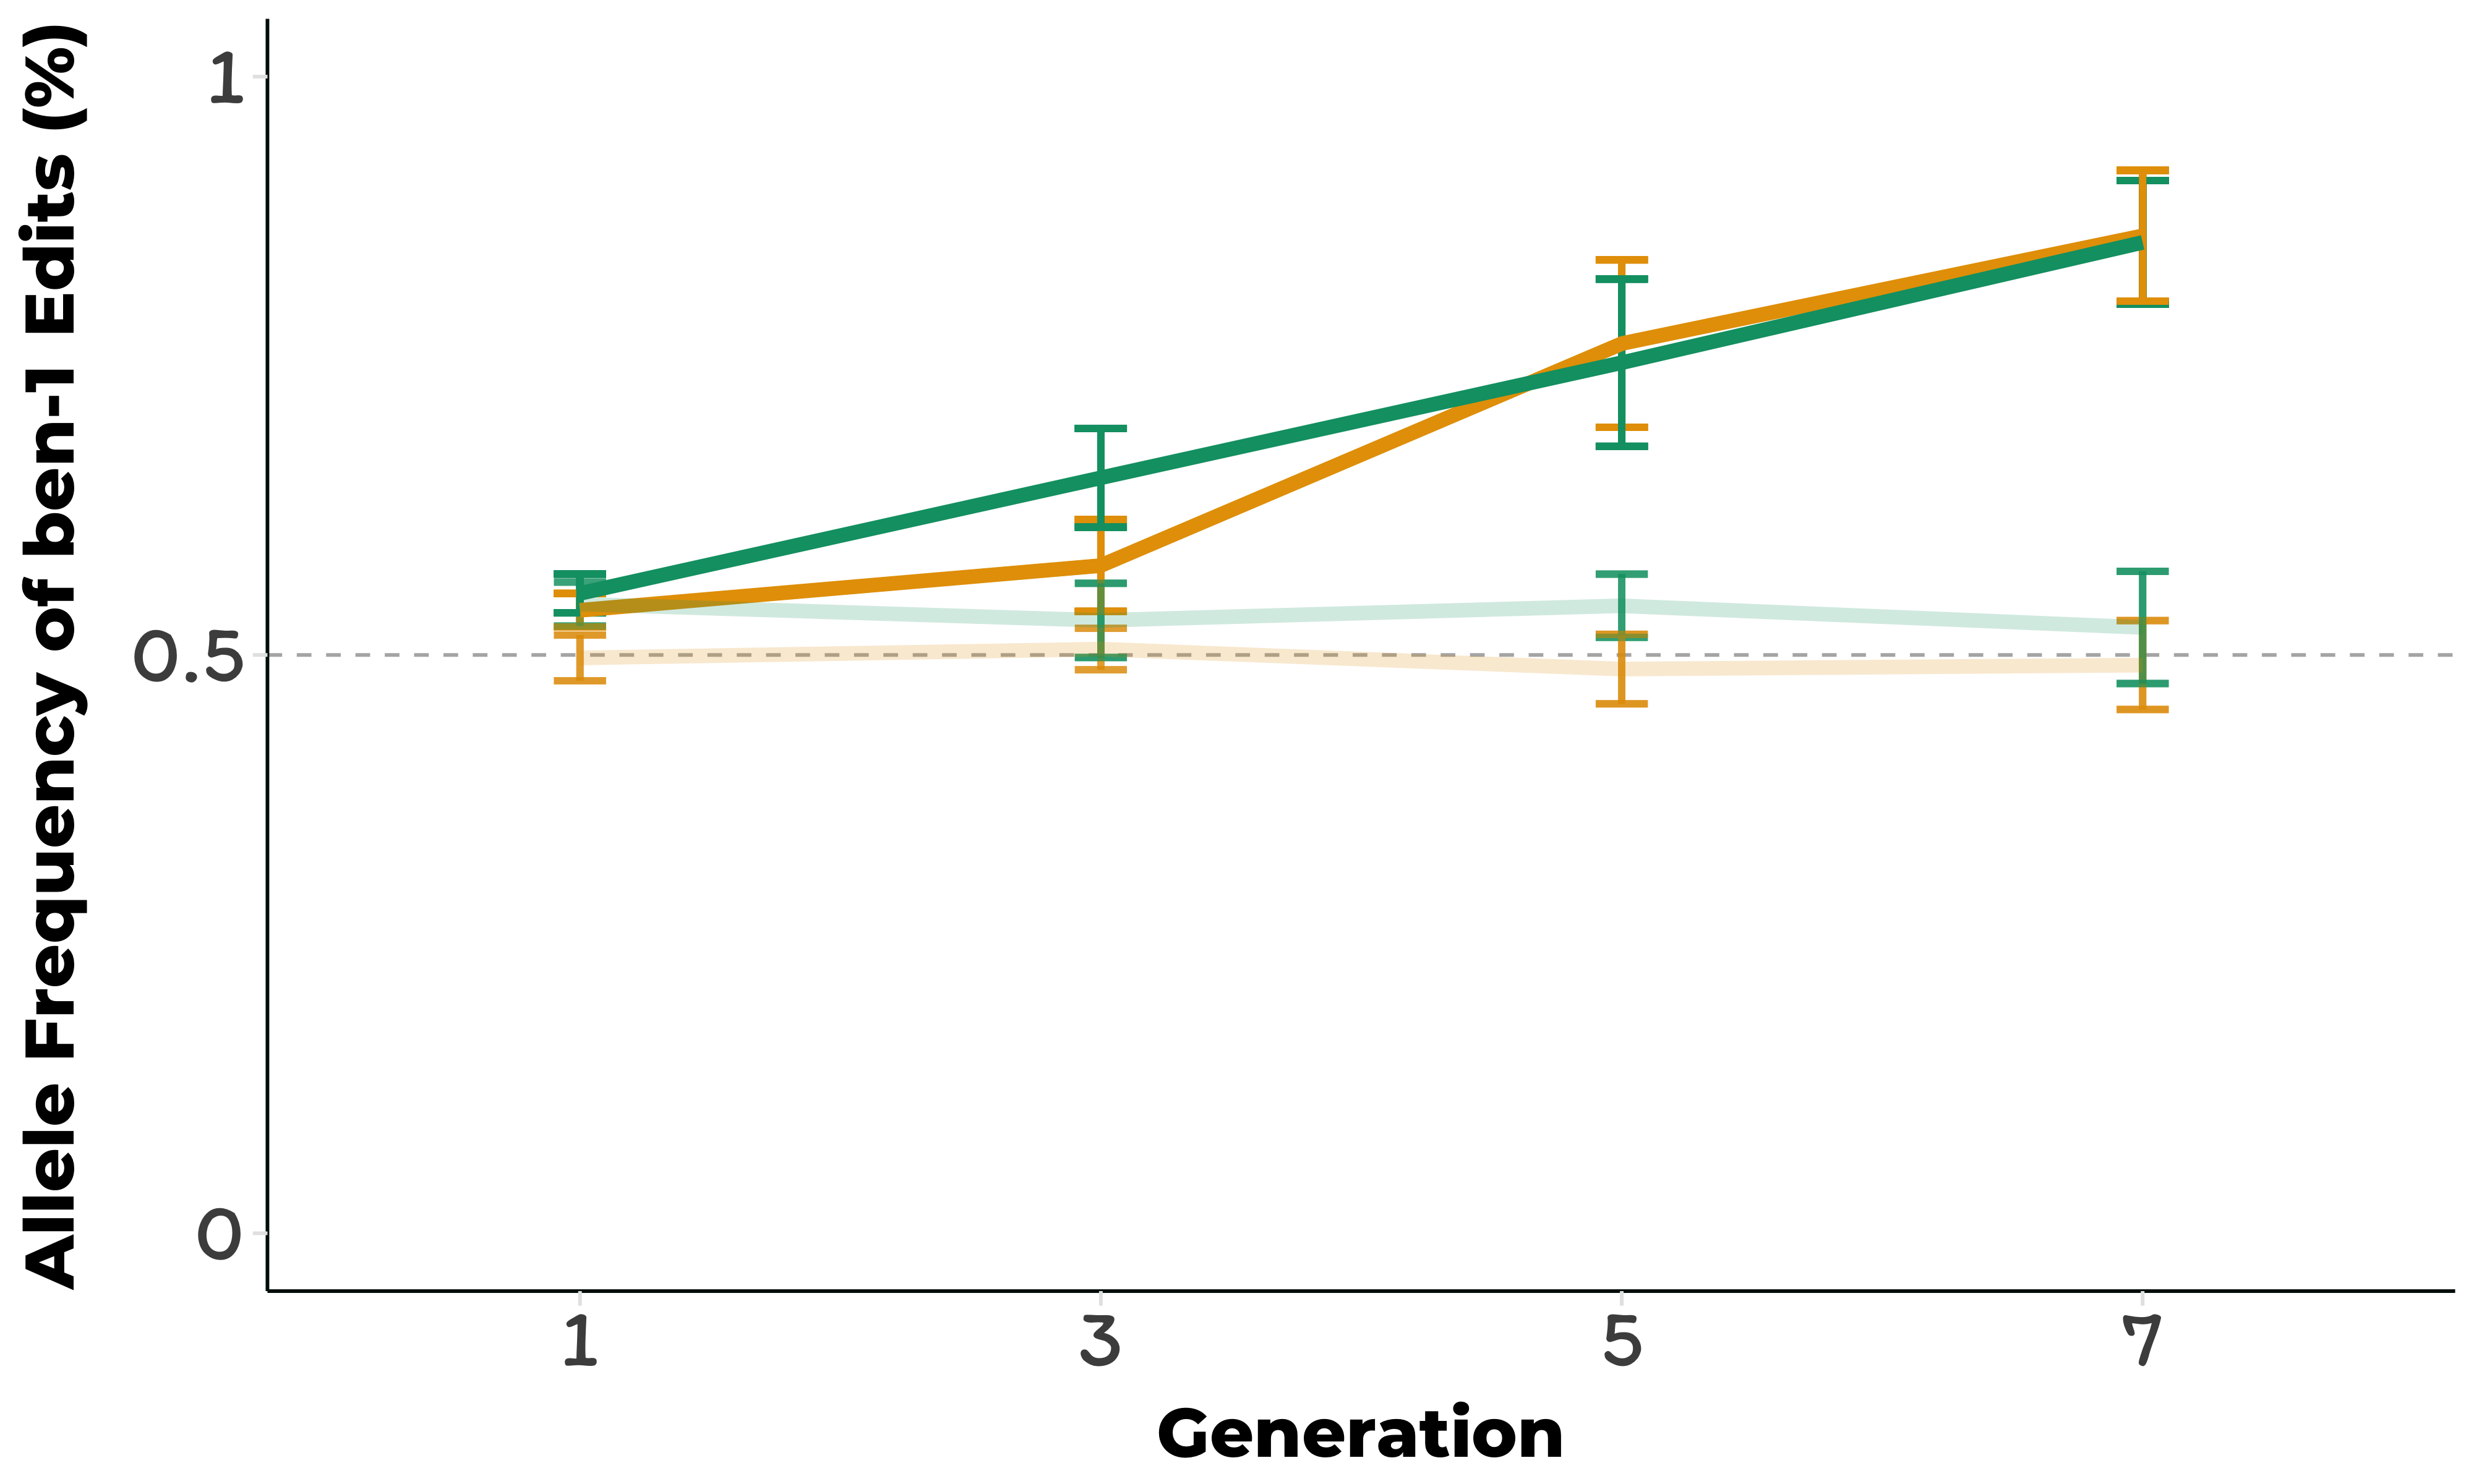 Allele Frequency of ben-1 Edits (%)
1
0.5
0
1 3 5 7
Generation